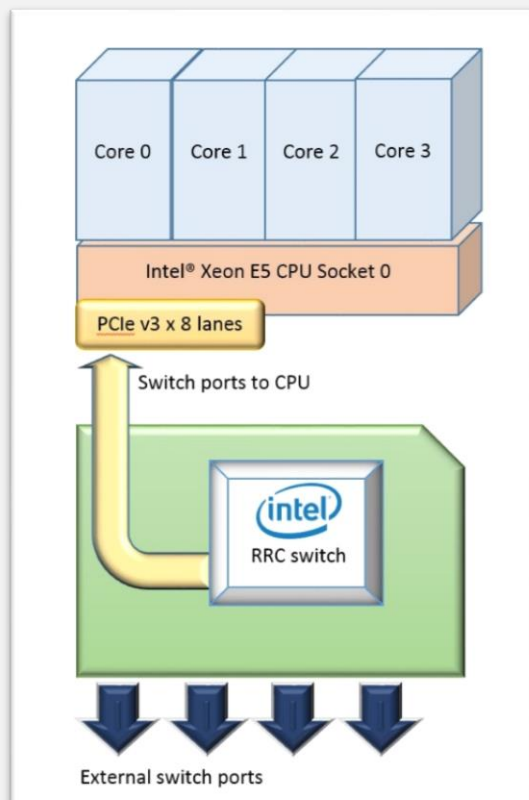 Core 0
Core 1
Core 2
Core 3
Intel® Xeon E5 CPU Socket 0
PCIe v3 x 8 lanes
Switch ports to CPU
intel
RRC switch
External switch ports